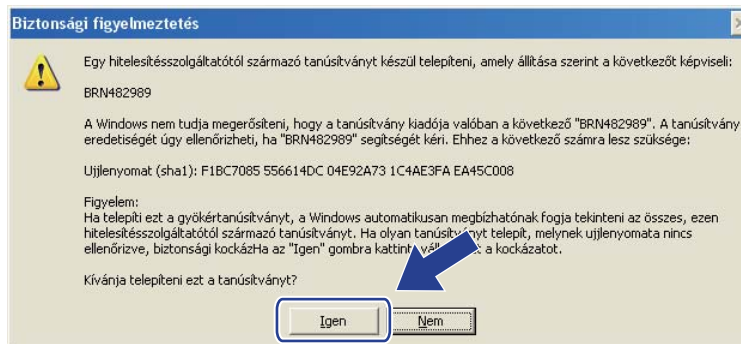 Biztonsági figyelmeztetés
Egy hitelesítésszolgáltatótól származó tanúsítványt készül telepíteni, amely állítása szerint a következőt képviseli:
BRN482989
A Windows nem tudja megerősíteni, hogy a tanúsítvány kiadója valóban a következő "BRN482989". A tanúsítvány
eredetiségét úgy ellenőrizheti, ha "BRN482989" segítségét kéri. Ehhez a következő számra lesz szüksége:
Ujjlenyomat (sha1): F1BC7085 556614DC 04E92A73 1C4AE3FA EA45C008
Figyelem:
Ha telepíti ezt a gyökértanúsítványt, a Windows automatikusan megbízhatónak fogja tekinteni az összes, ezen
hitelesítésszolgáltatótól származó tanúsítványt. Ha olyan tanúsítványt telepít, melynek ujjlenyomata nincs
ellenőrizve, biztonsági kockázHa az "Igen" gombra kattint a kockázatot.
Kívánja telepíteni ezt a tanúsítványt?
Igen
Nem